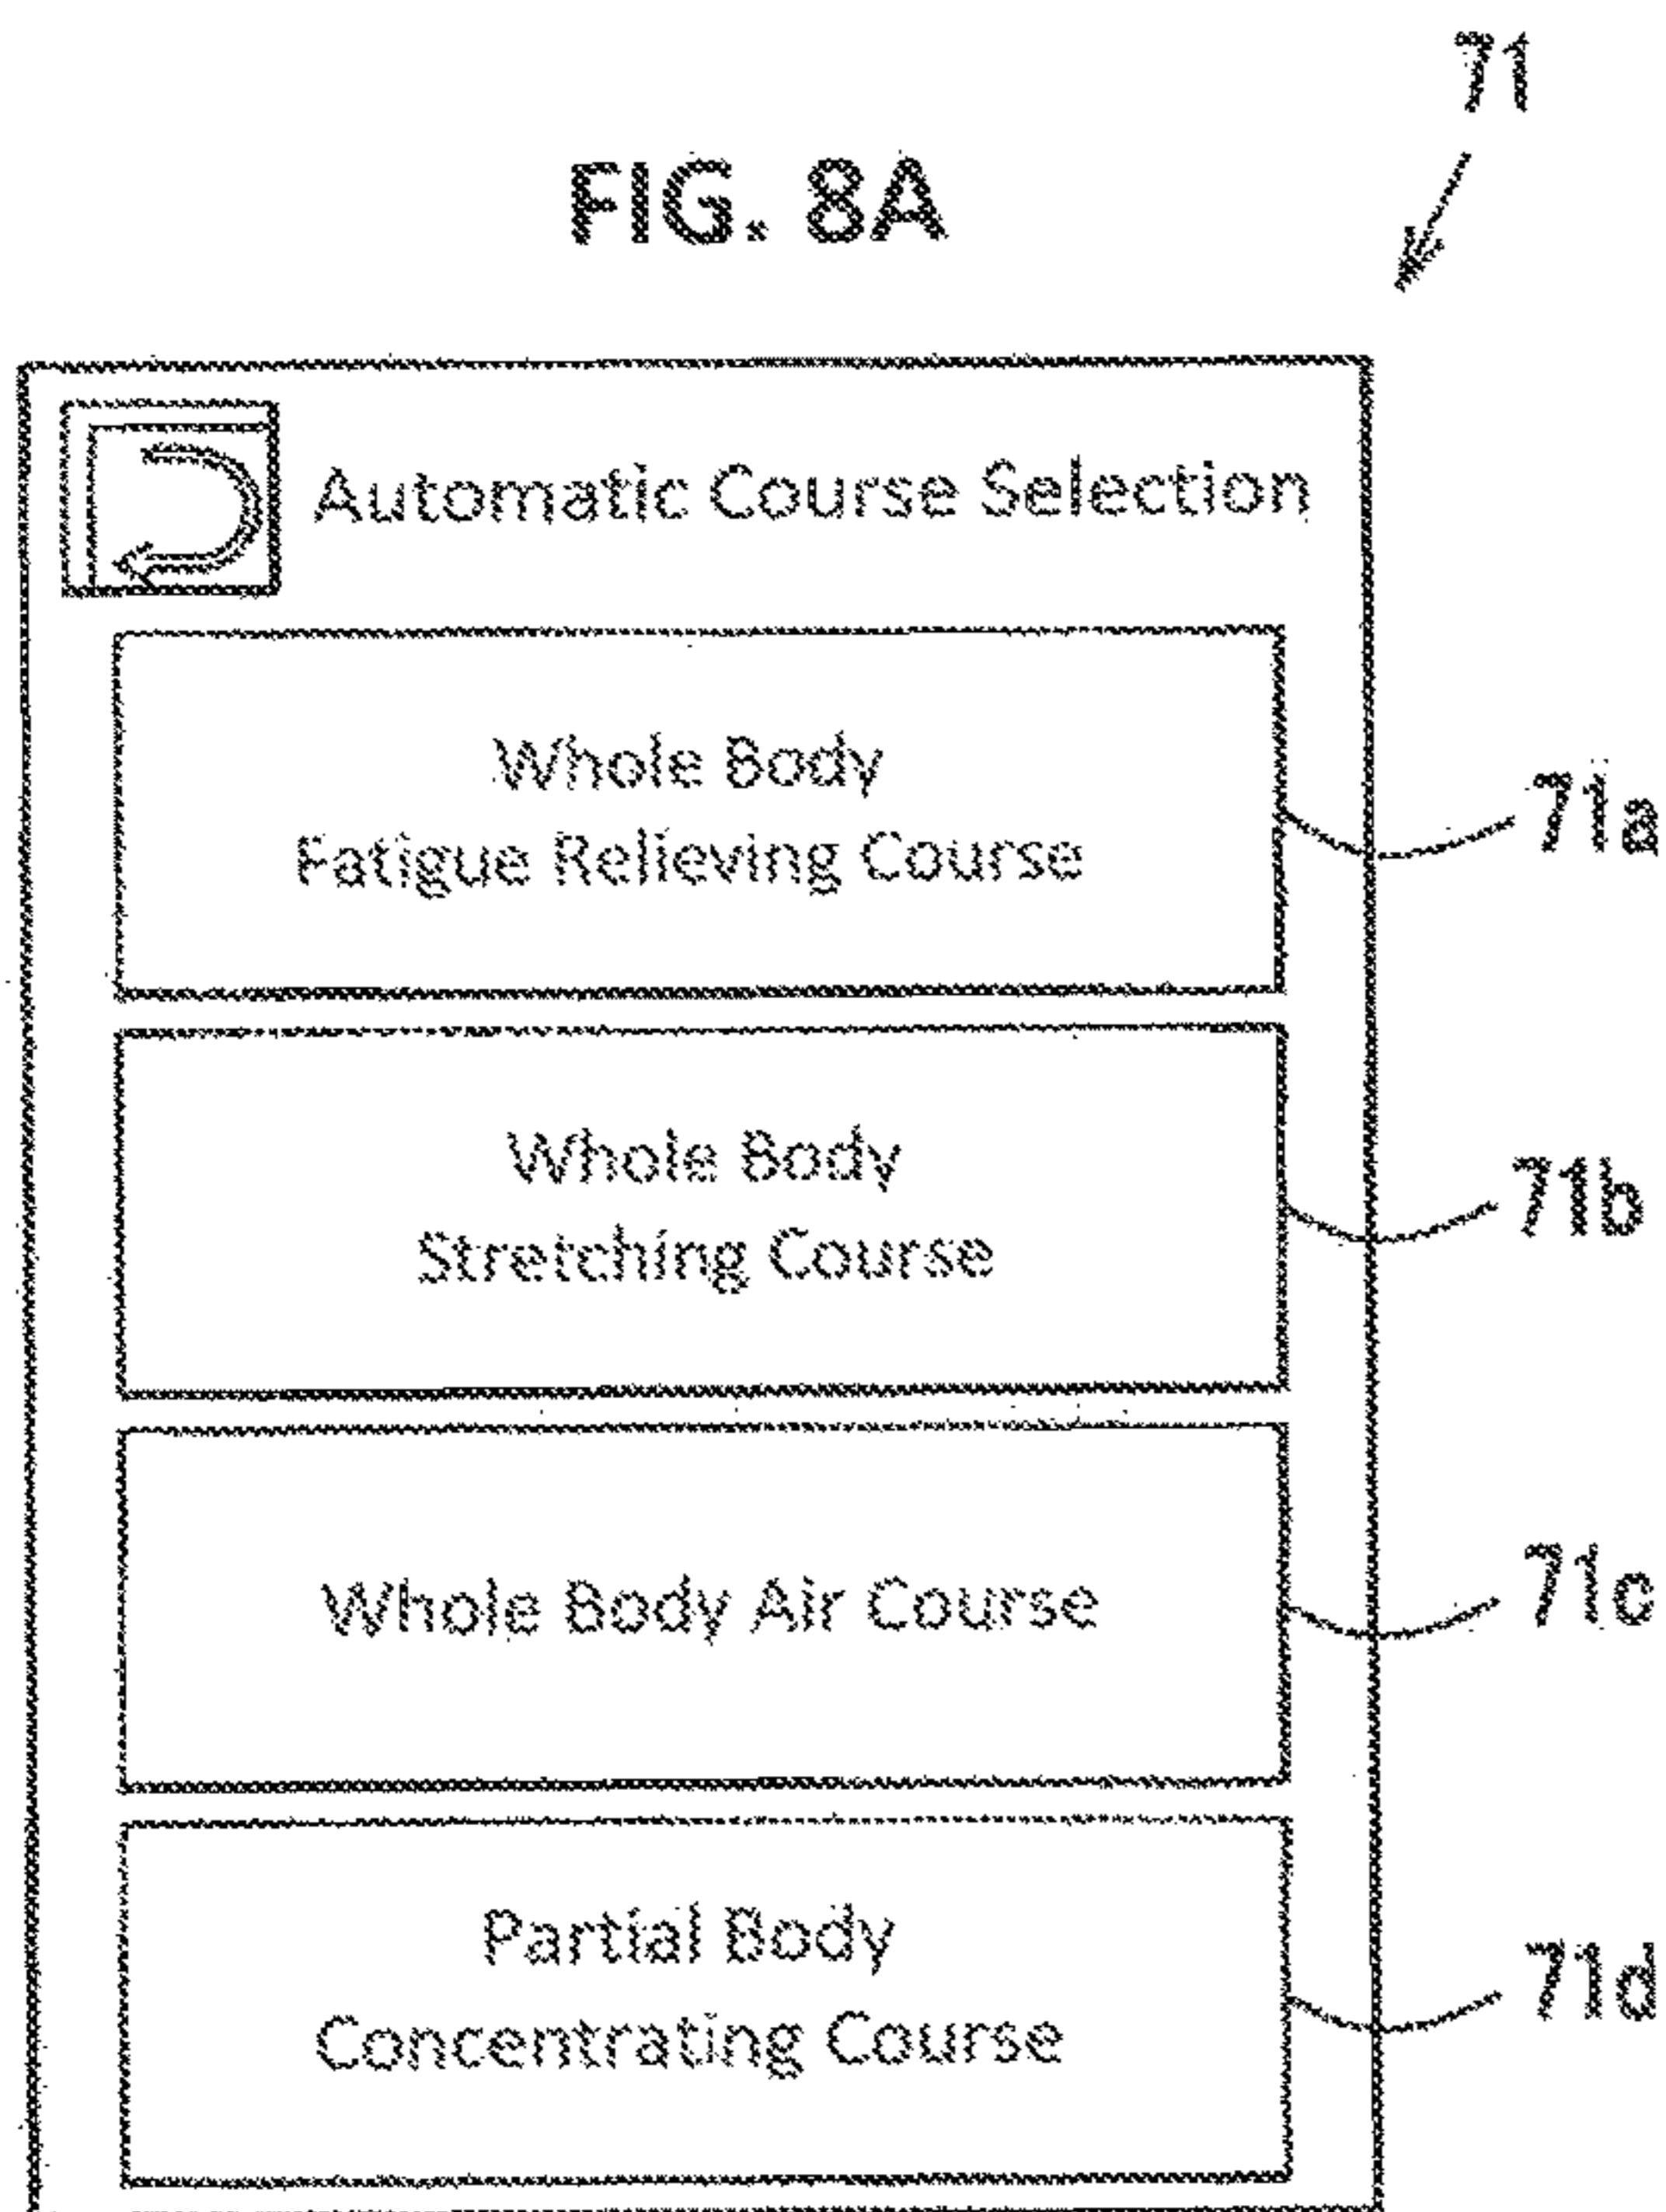 71
FIG. 8A
Automatic Course Selection
Whole Body
Fatigue Relieving Course
71a
Whole Body
Stretching Course
71b
Whole Body Air Course
71c
Partial Body
Concentrating Course
71d